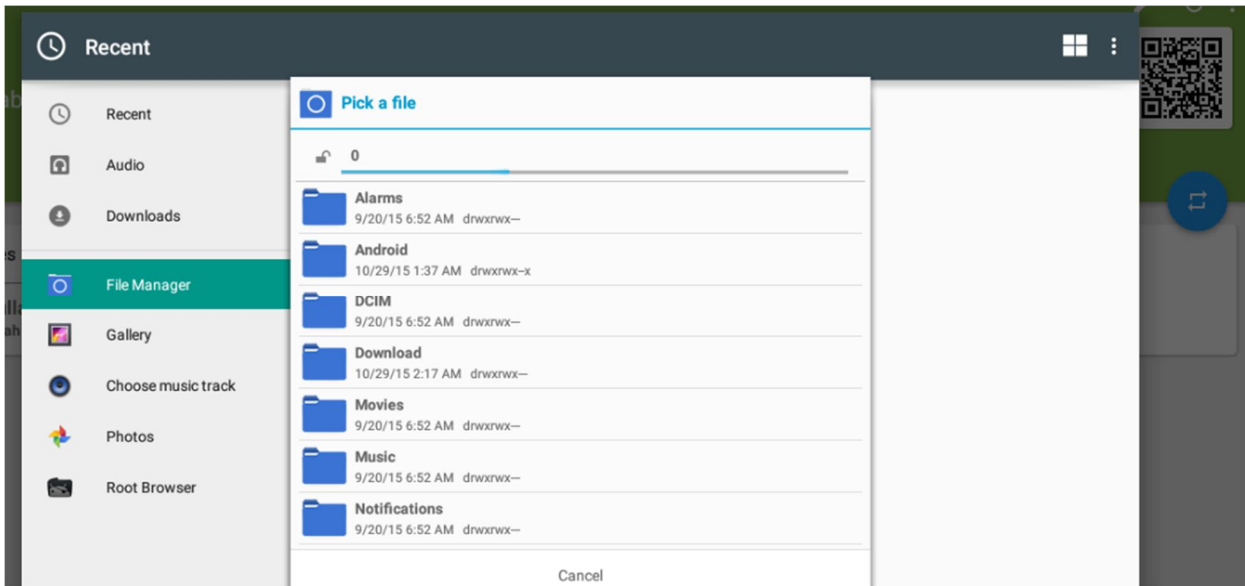 Recent
Recent
Audio
Downloads
File Manager
Gallery
Choose music track
Photos
Root Browser
Pick a file
0
Alarms
9/20/15 6:52 AM drwxrwx—
Android
10/29/15 1:37 AM drwxrwx–x
DCIM
9/20/15 6:52 AM drwxrwx—
Download
10/29/15 2:17 AM drwxrwx—
Movies
9/20/15 6:52 AM drwxrwx—
Music
9/20/15 6:52 AM drwxrwx—
Notifications
9/20/15 6:52 AM drwxrwx—
Cancel